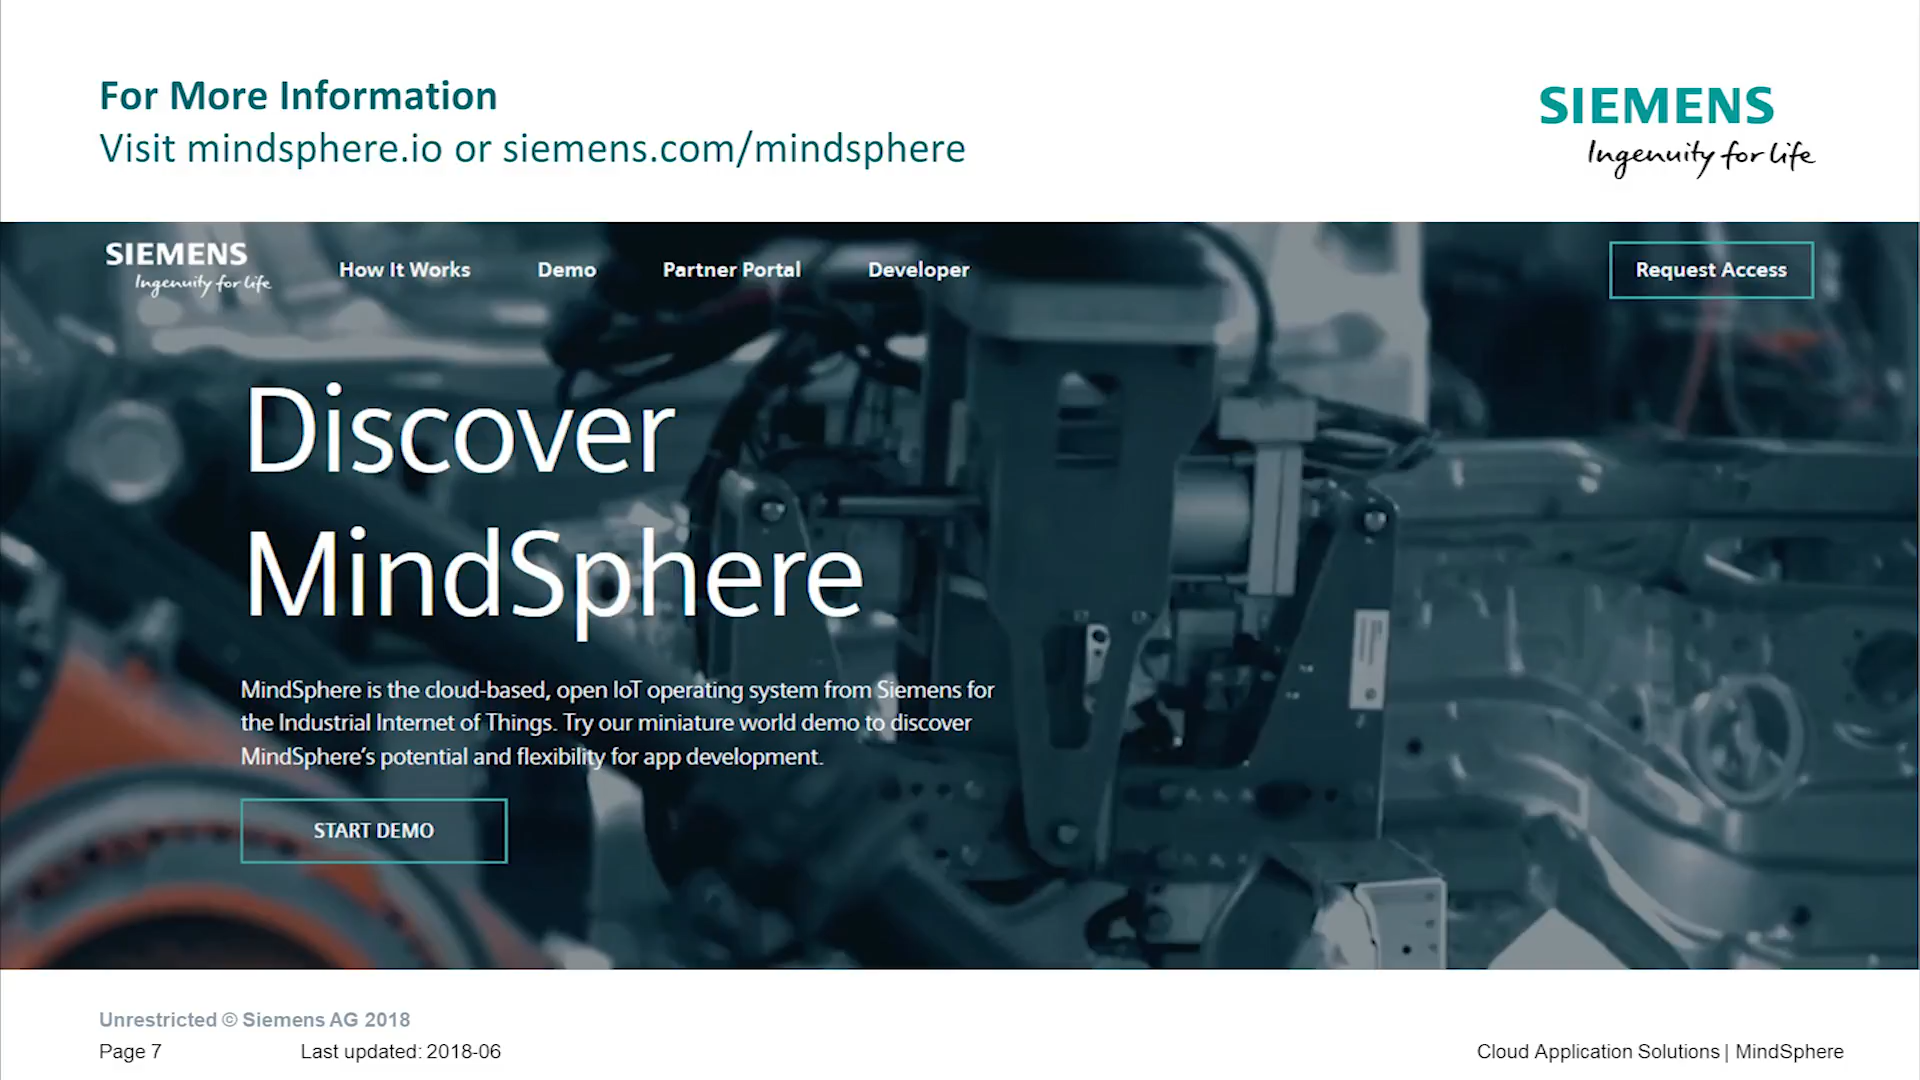 For More Information
Visit mindsphere.io or siemens.com/mindsphere
SIEMENS
Ingenuity for life
SIEMENS
Ingenuity for life
How It Works
Demo
Partner Portal
Developer
Request Access
Discover
MindSphere
MindSphere is the cloud-based, open IoT operating system from Siemens for
the Industrial Internet of Things. Try our miniature world demo to discover
MindSphere’s potential and flexibility for app development.
START DEMO
Unrestricted © Siemens AG 2018
Page 7
Last updated: 2018-06
Cloud Application Solutions | MindSphere